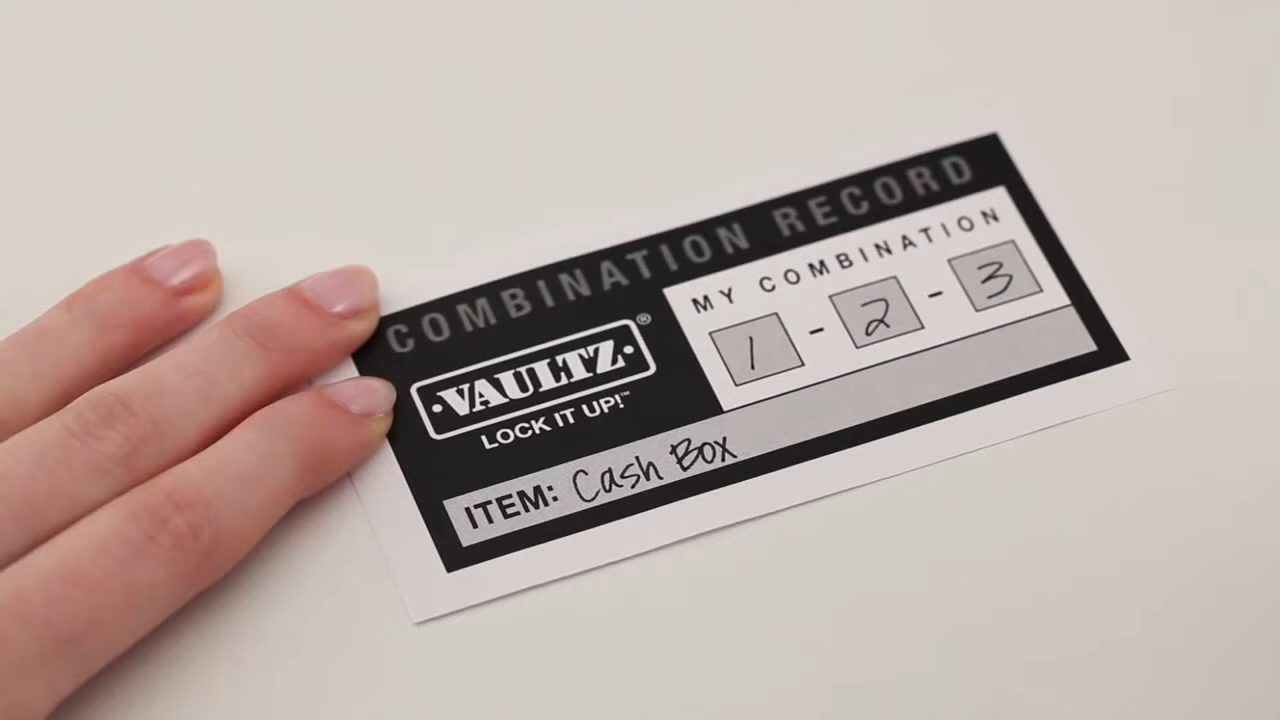 COMBINATION RECORD
MY COMBINATION
1 - 2 - 3
·VAULTZ·®
LOCK IT UP!™
ITEM: Cash Box